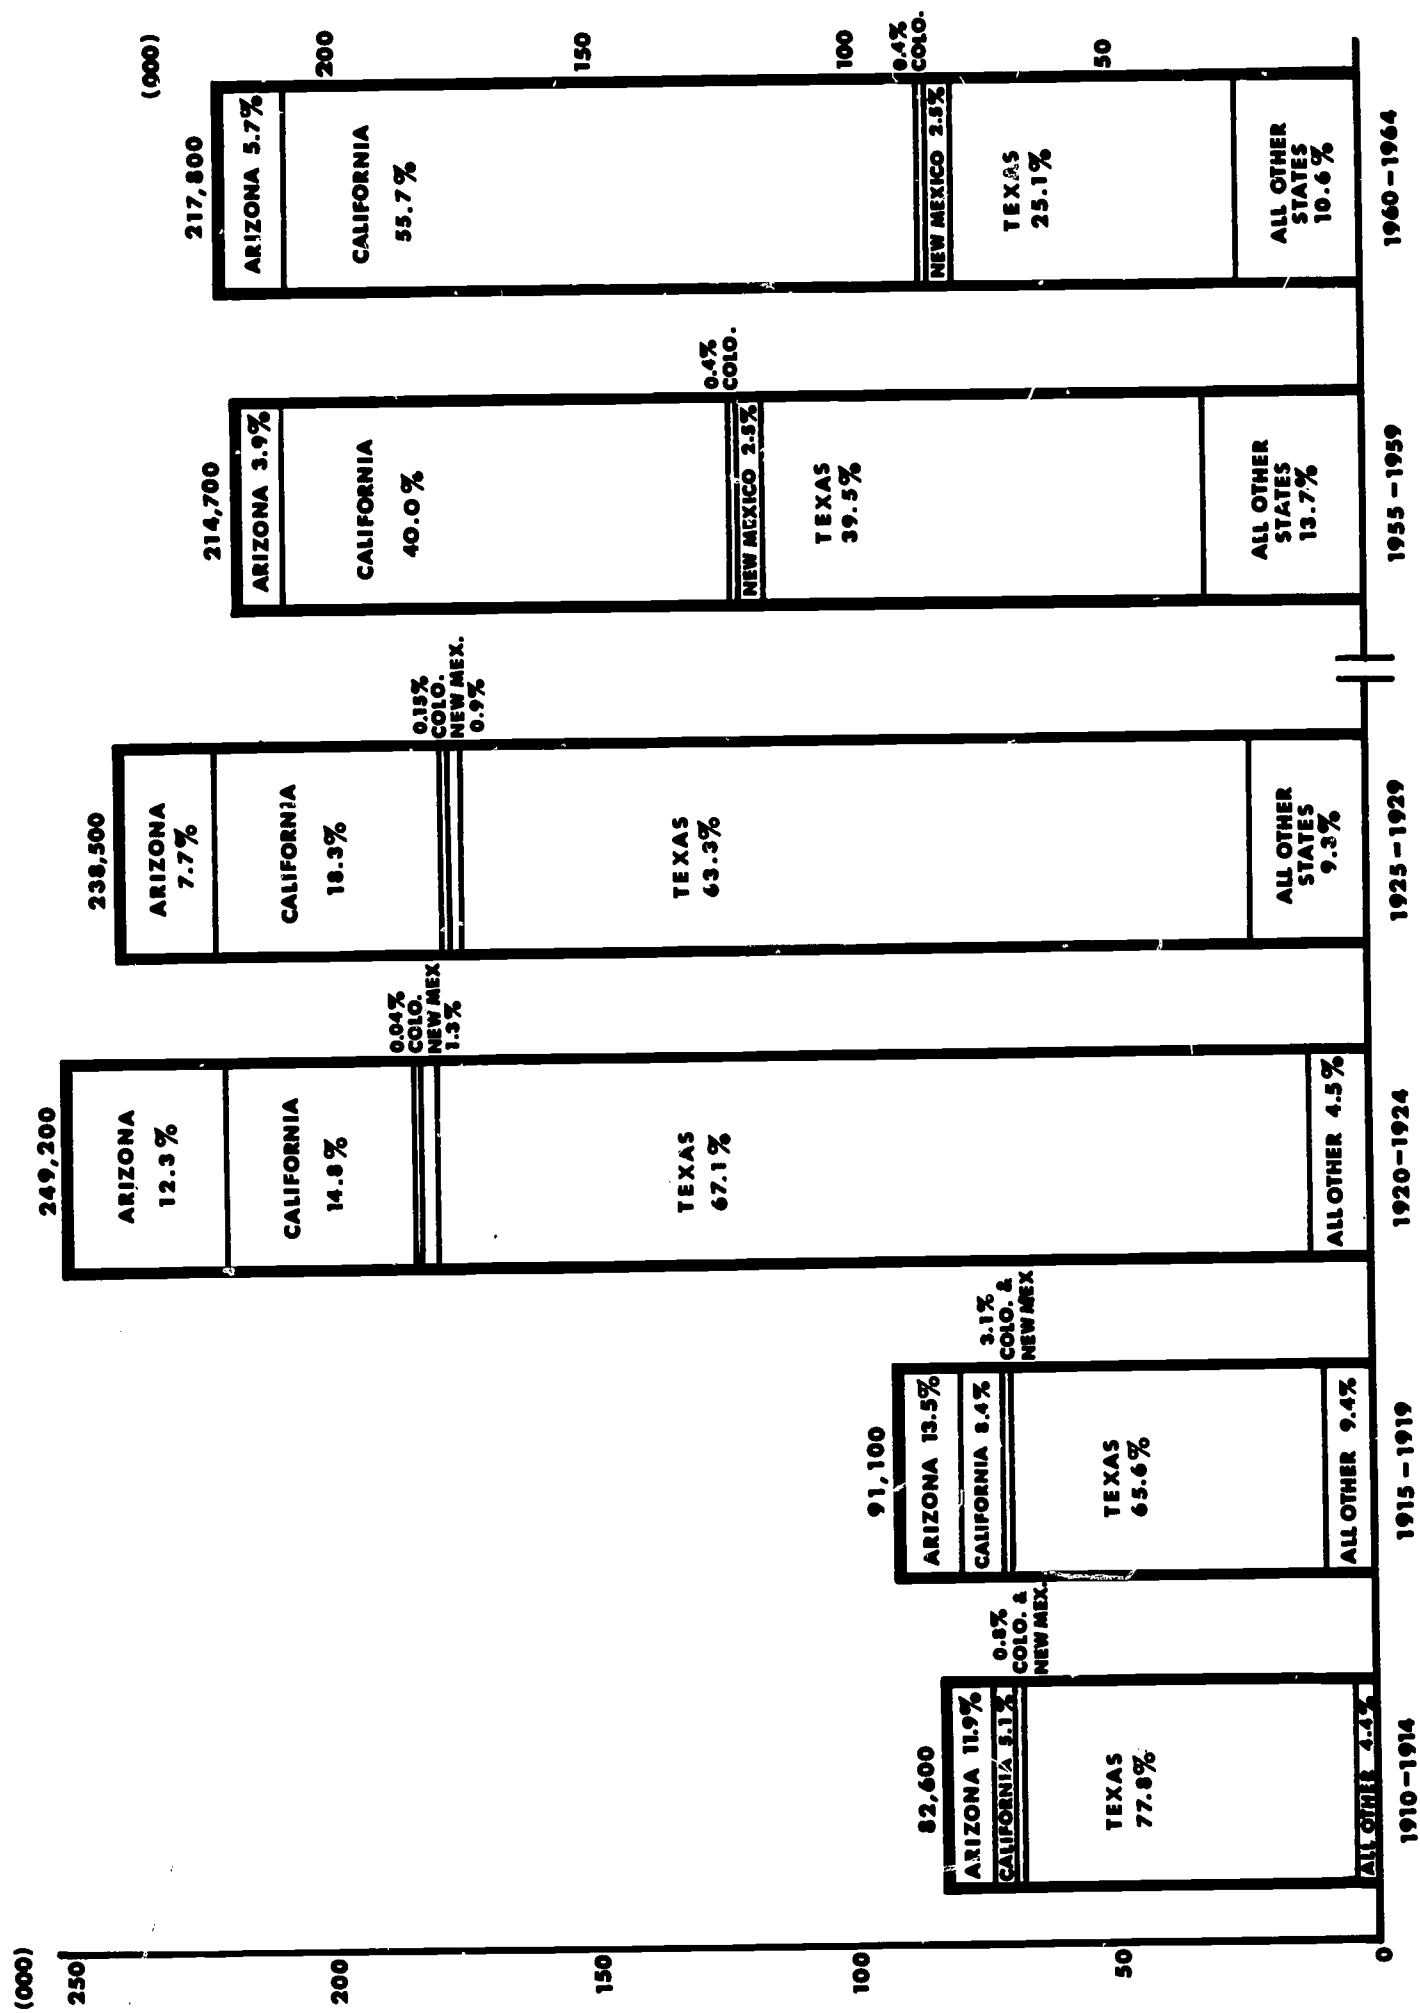 (000)
250
200
150
100
50
0
82,600
ARIZONA 11.9%
CALIFORNIA 5.1%
0.8%
COLO. &
NEW MEX.
TEXAS
77.8%
ALL OTHER 4.4%
1910-1914
91,100
ARIZONA 13.5%
CALIFORNIA 8.4%
3.1%
COLO. &
NEW MEX
TEXAS
65.6%
ALL OTHER 9.4%
1915-1919
249,200
ARIZONA
12.3%
CALIFORNIA
14.8%
0.04%
COLO.
NEW MEX
1.3%
TEXAS
67.1%
ALL OTHER 4.5%
1920-1924
238,500
ARIZONA
7.7%
CALIFORNIA
18.3%
0.15%
COLO.
NEW MEX.
0.9%
TEXAS
63.3%
ALL OTHER
STATES
9.3%
1925-1929
214,700
ARIZONA 3.9%
CALIFORNIA
40.0%
0.4%
COLO.
NEW MEXICO 2.5%
TEXAS
39.5%
ALL OTHER
STATES
13.7%
1955-1959
217,800
ARIZONA 5.7%
CALIFORNIA
55.7%
0.4%
COLO.
NEW MEXICO 2.5%
TEXAS
25.1%
ALL OTHER
STATES
10.6%
1960-1964
(000)
200
150
100
50